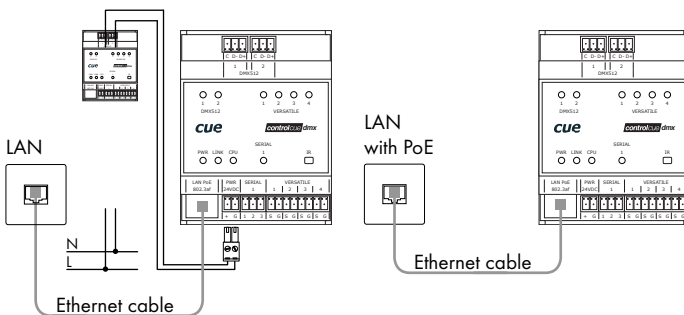 C D- D+
1 2
DMX512
1 2 1 2 3 4
DMX512 VERSATILE
cue controlcue dmx
SERIAL
PWR LINK CPU 1 IR
LAN PoE PWR SERIAL VERSATILE
802.3af 24VDC 1 1 2 3 4
+ G 1 2 3 S G S G S G S G
cue
LAN
N
L
Ethernet cable
C D- D+
1 2
DMX512
1 2 1 2 3 4
DMX512 VERSATILE
cue controlcue dmx
SERIAL
PWR LINK CPU 1 IR
LAN PoE PWR SERIAL VERSATILE
802.3af 24VDC 1 1 2 3 4
+ G 1 2 3 S G S G S G S G
LAN
with PoE
Ethernet cable